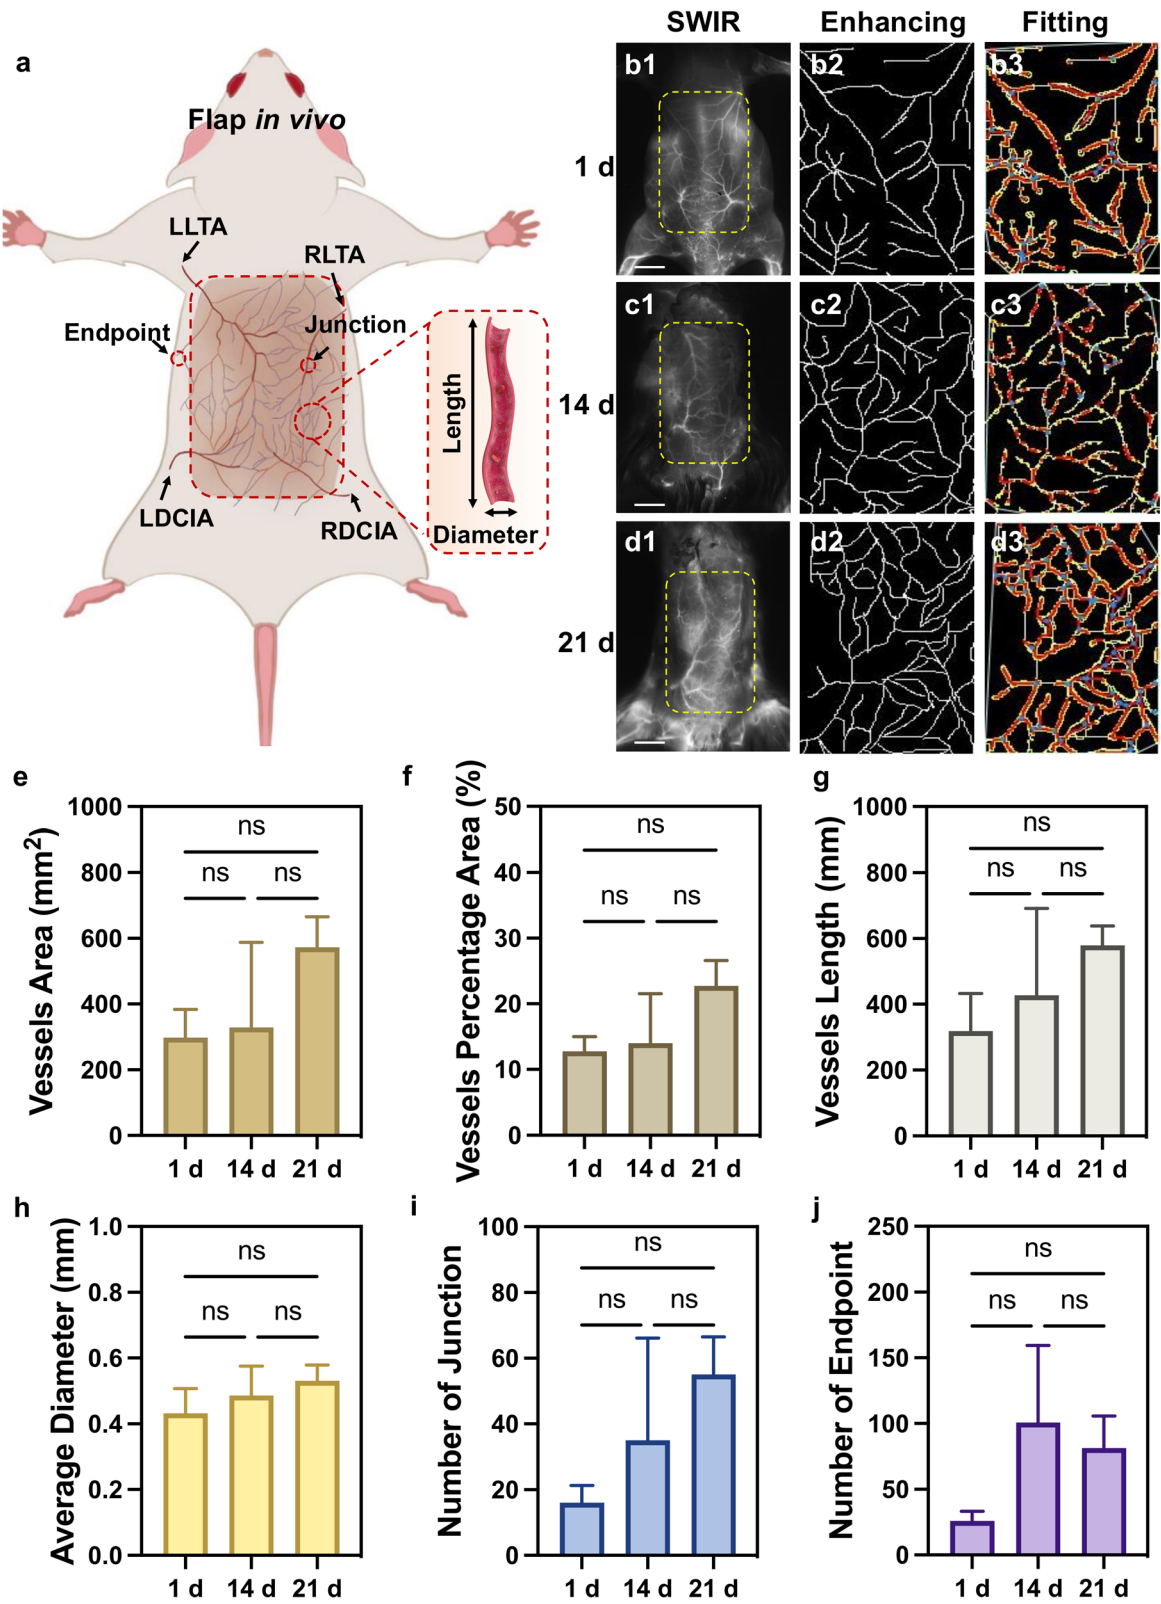 SWIR Enhancing Fitting
a
Flap in vivo
LLTA
RLTA
Endpoint
Junction
Length
Diameter
LDCIA
RDCIA
b1 b2 b3
1 d
c1 c2 c3
14 d
d1 d2 d3
21 d
e
Vessels Area (mm2)
1000
800
600
400
200
0
ns
ns ns
1 d 14 d 21 d
f
Vessels Percentage Area (%)
50
40
30
20
10
0
ns
ns ns
1 d 14 d 21 d
g
Vessels Length (mm)
1000
800
600
400
200
0
ns
ns ns
1 d 14 d 21 d
h
Average Diameter (mm)
1.0
0.8
0.6
0.4
0.2
0.0
ns
ns ns
1 d 14 d 21 d
i
Number of Junction
100
80
60
40
20
0
ns
ns ns
1 d 14 d 21 d
j
Number of Endpoint
250
200
150
100
50
0
ns
ns ns
1 d 14 d 21 d